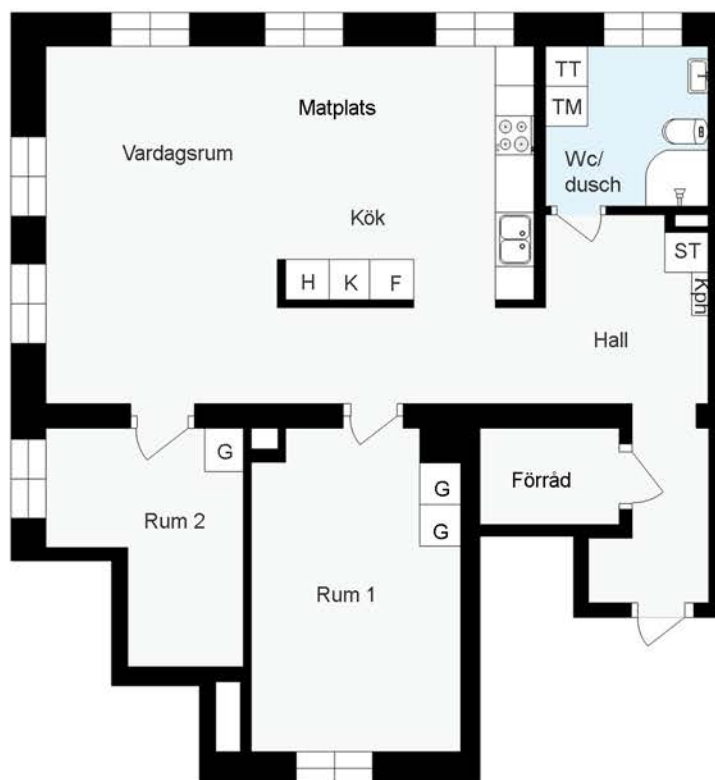 TT
TM
Matplats
Vardagsrum
Wc/
dusch
Kök
ST
H K F
Kph
Hall
G
Rum 2
G
Förråd
G
Rum 1